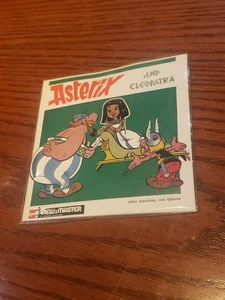 Asterix
AND
CLEOPATRA
VIEW-MASTER